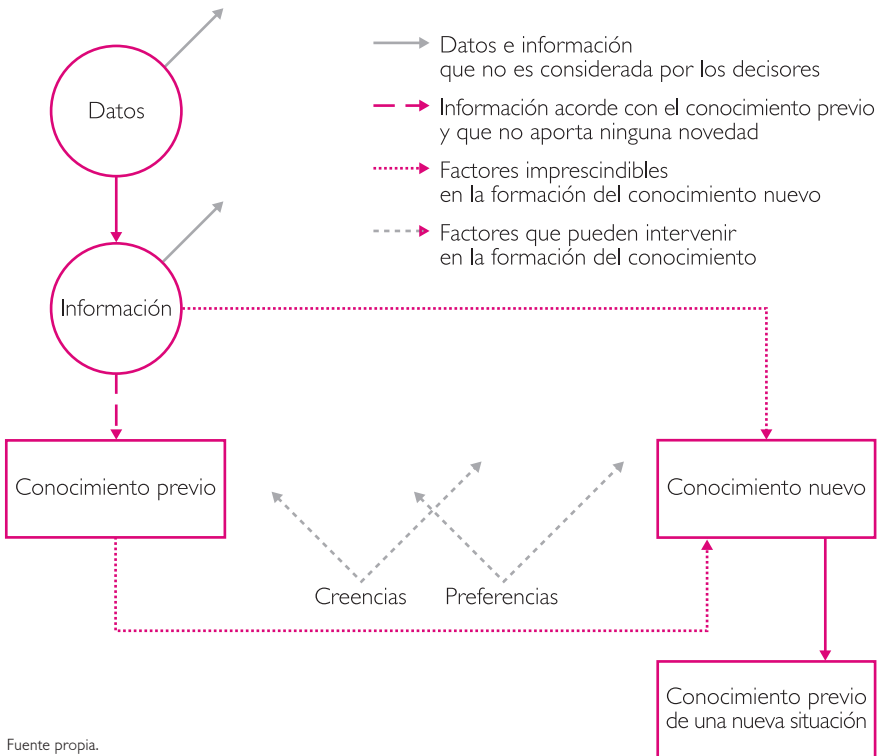 Datos
Datos e información
que no es considerada por los decisores
Información acorde con el conocimiento previo
y que no aporta ninguna novedad
Factores imprescindibles
en la formación del conocimiento nuevo
Factores que pueden intervenir
en la formación del conocimiento
Información
Conocimiento previo
Conocimiento nuevo
Creencias
Preferencias
Conocimiento previo
de una nueva situación
Fuente propia.